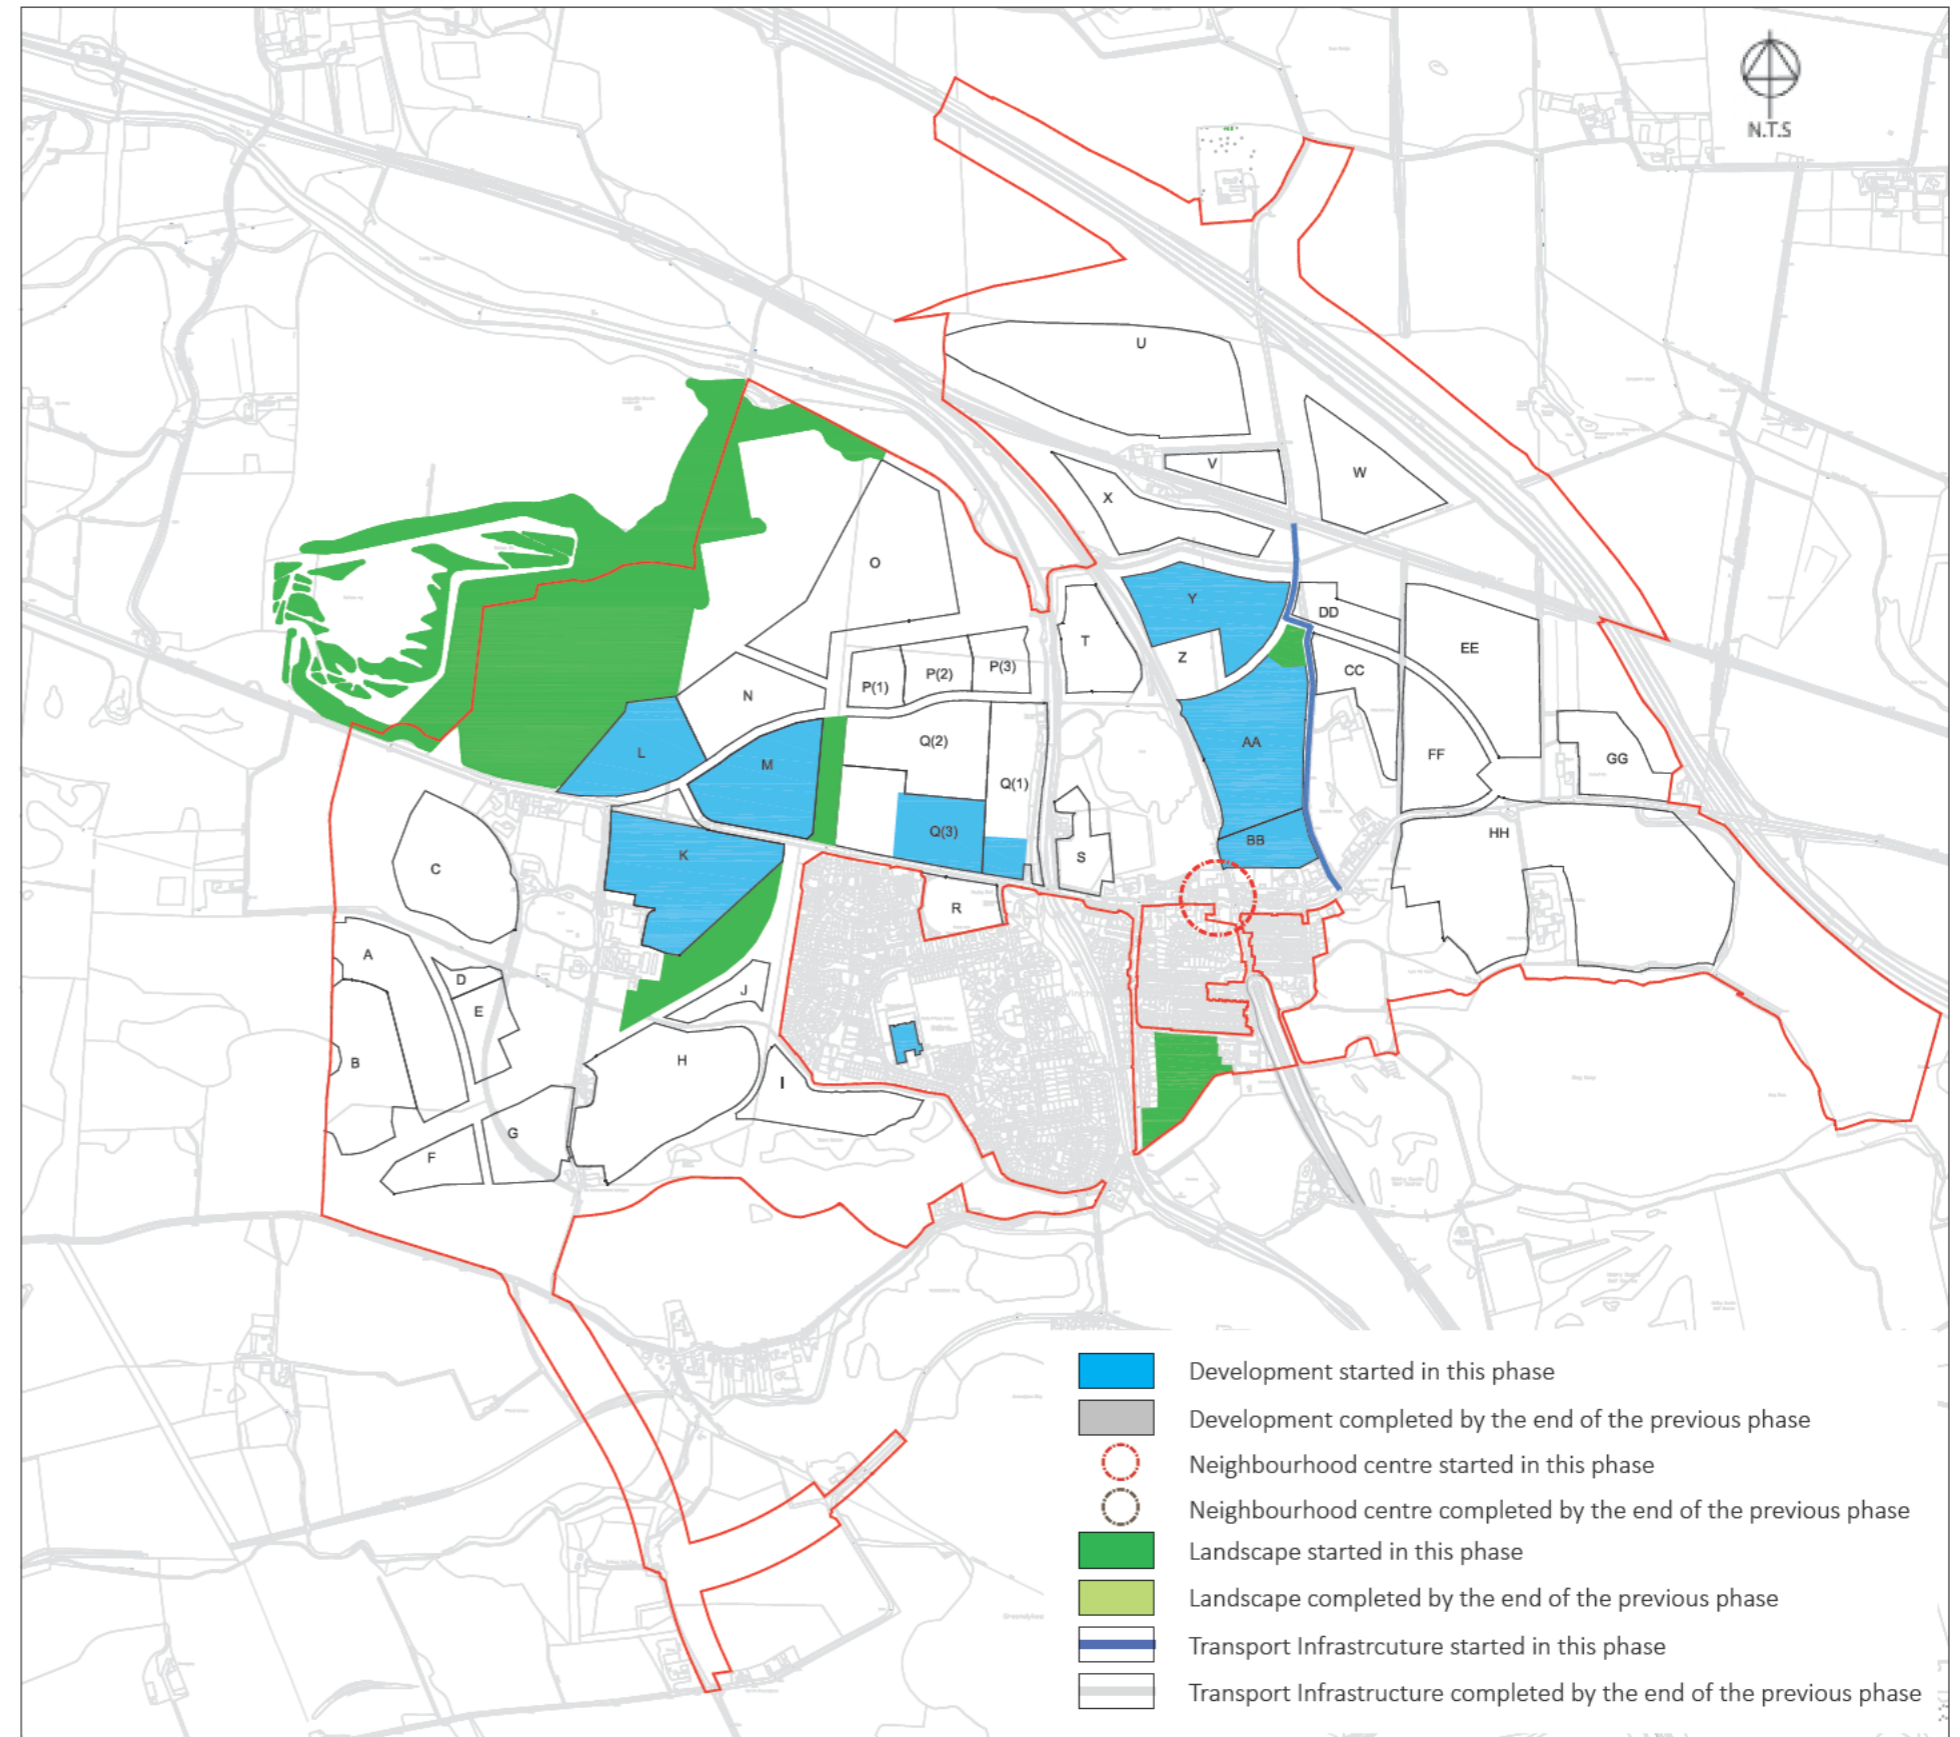 N.T.S
U
V
W
X
O
Y
DD
T
Z
EE
CC
P(1)
P(2)
P(3)
N
L
M
Q(2)
AA
FF
GG
Q(1)
Q(3)
BB
HH
K
S
C
R
A
D
E
J
B
H
I
G
F
Development started in this phase
Development completed by the end of the previous phase
Neighbourhood centre started in this phase
Neighbourhood centre completed by the end of the previous phase
Landscape started in this phase
Landscape completed by the end of the previous phase
Transport Infrastrcuture started in this phase
Transport Infrastructure completed by the end of the previous phase